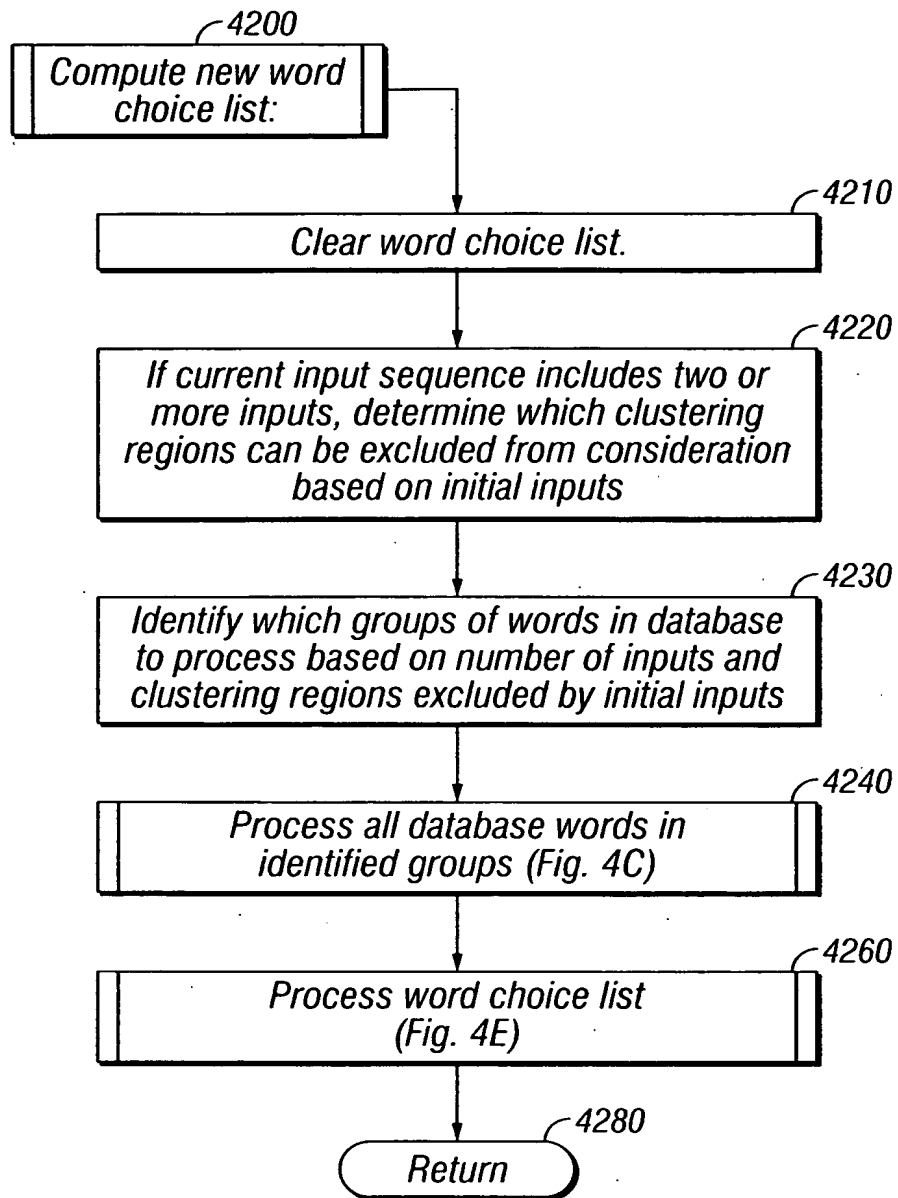 4200
Compute new word
choice list:
4210
Clear word choice list.
4220
If current input sequence includes two or
more inputs, determine which clustering
regions can be excluded from consideration
based on initial inputs
4230
Identify which groups of words in database
to process based on number of inputs and
clustering regions excluded by initial inputs
4240
Process all database words in
identified groups (Fig. 4C)
4260
Process word choice list
(Fig. 4E)
4280
Return